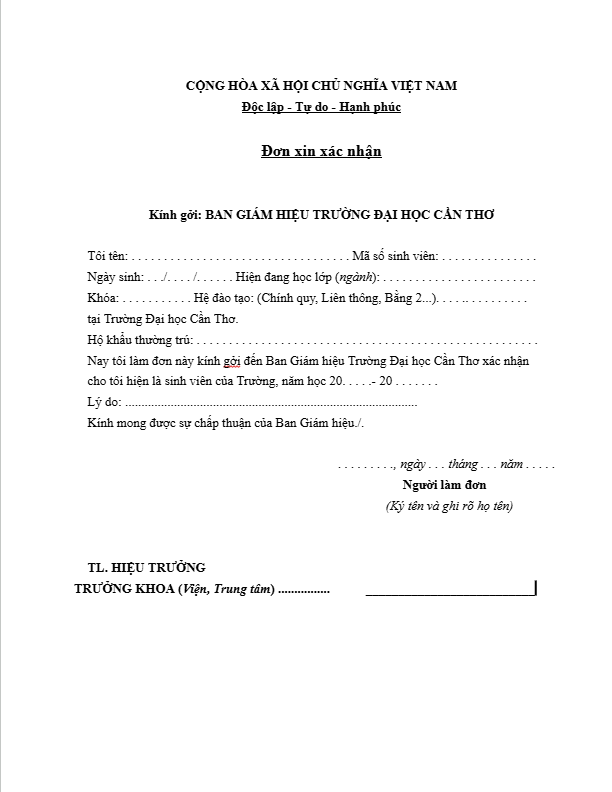 CỘNG HÒA XÃ HỘI CHỦ NGHĨA VIỆT NAM
Độc lập - Tự do - Hạnh phúc
Đơn xin xác nhận
Kính gởi: BAN GIÁM HIỆU TRƯỜNG ĐẠI HỌC CẦN THƠ
Tôi tên: . . . . . . . . . . . . . . . . . . . . . . . . . . . . . . . . . . Mã số sinh viên: . . . . . . . . . . . . . . .
Ngày sinh: . . ./. . . . /. . . . . . Hiện đang học lớp (ngành): . . . . . . . . . . . . . . . . . . . . . . . .
Khóa: . . . . . . . . . . . Hệ đào tạo: (Chính quy, Liên thông, Bằng 2...). . . . .. . . . . . . . . .
tại Trường Đại học Cần Thơ.
Hộ khẩu thường trú: . . . . . . . . . . . . . . . . . . . . . . . . . . . . . . . . . . . . . . . . . . . . . . . . . . . . .
Nay tôi làm đơn này kính gởi đến Ban Giám hiệu Trường Đại học Cần Thơ xác nhận
cho tôi hiện là sinh viên của Trường, năm học 20. . . . .- 20 . . . . . . .
Lý do: ..........................................................................................
Kính mong được sự chấp thuận của Ban Giám hiệu./.
. . . . . . . . ., ngày . . . tháng . . . năm . . . . .
Người làm đơn
(Ký tên và ghi rõ họ tên)
TL. HIỆU TRƯỞNG
TRƯỞNG KHOA (Viện, Trung tâm) ................ ___________________________